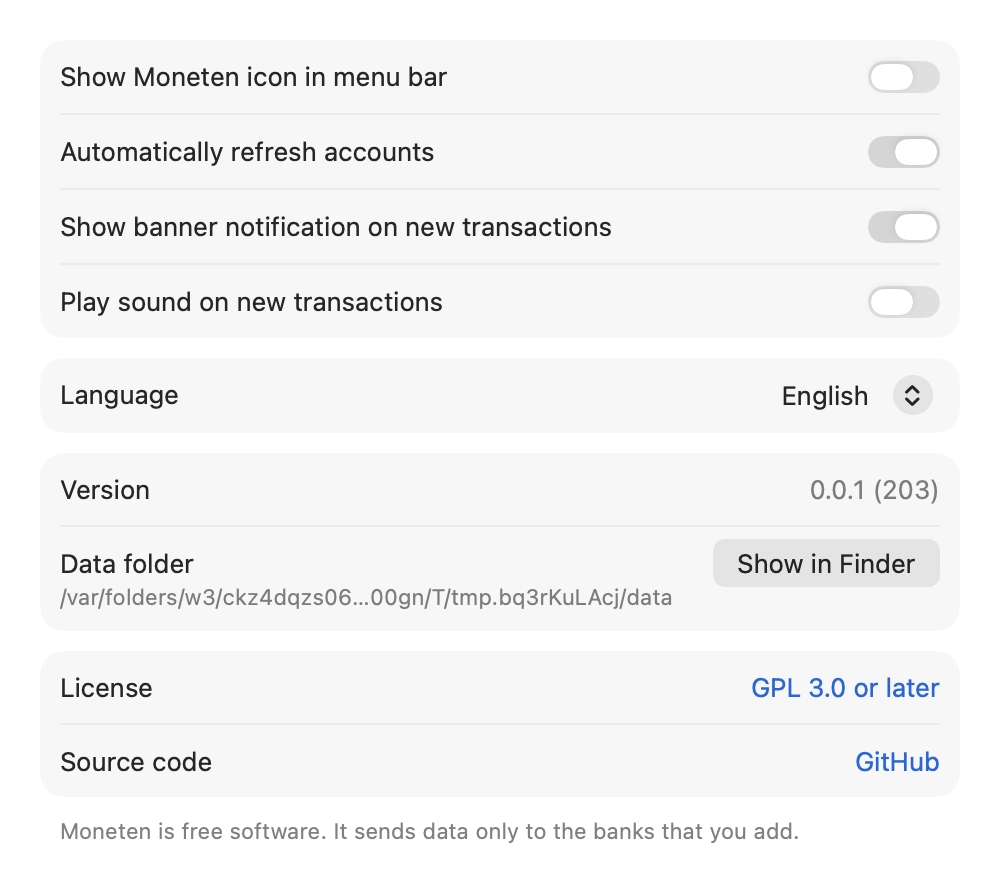 Show Moneten icon in menu bar
Automatically refresh accounts
Show banner notification on new transactions
Play sound on new transactions
Language English
Version 0.0.1 (203)
Data folder Show in Finder
/var/folders/w3/ckz4dqzs06...00gn/T/tmp.bq3rKuLAcj/data
License GPL 3.0 or later
Source code GitHub
Moneten is free software. It sends data only to the banks that you add.